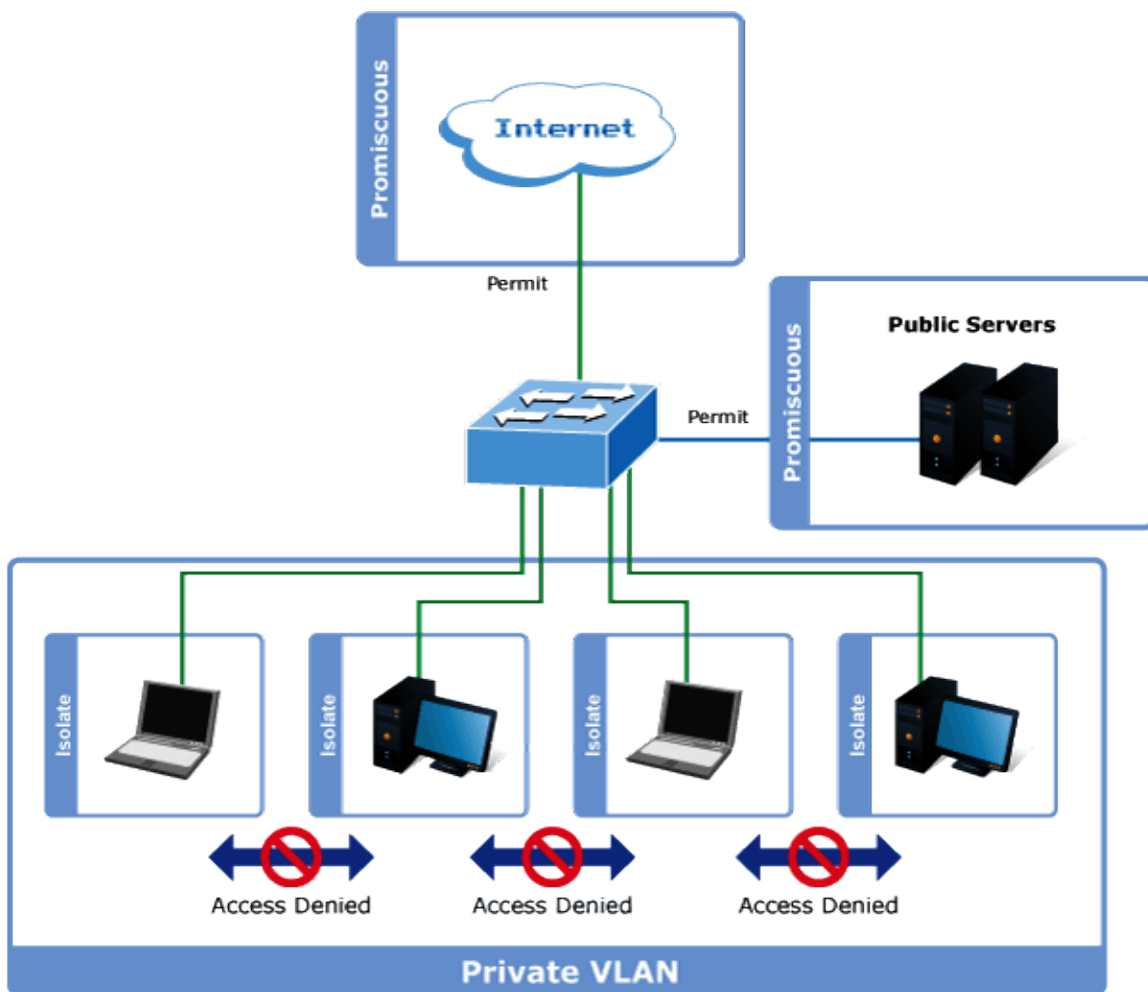 Promiscuous
Internet
Permit
Promiscuous
Public Servers
Permit
Isolate
Isolate
Isolate
Isolate
Access Denied
Access Denied
Access Denied
Private VLAN